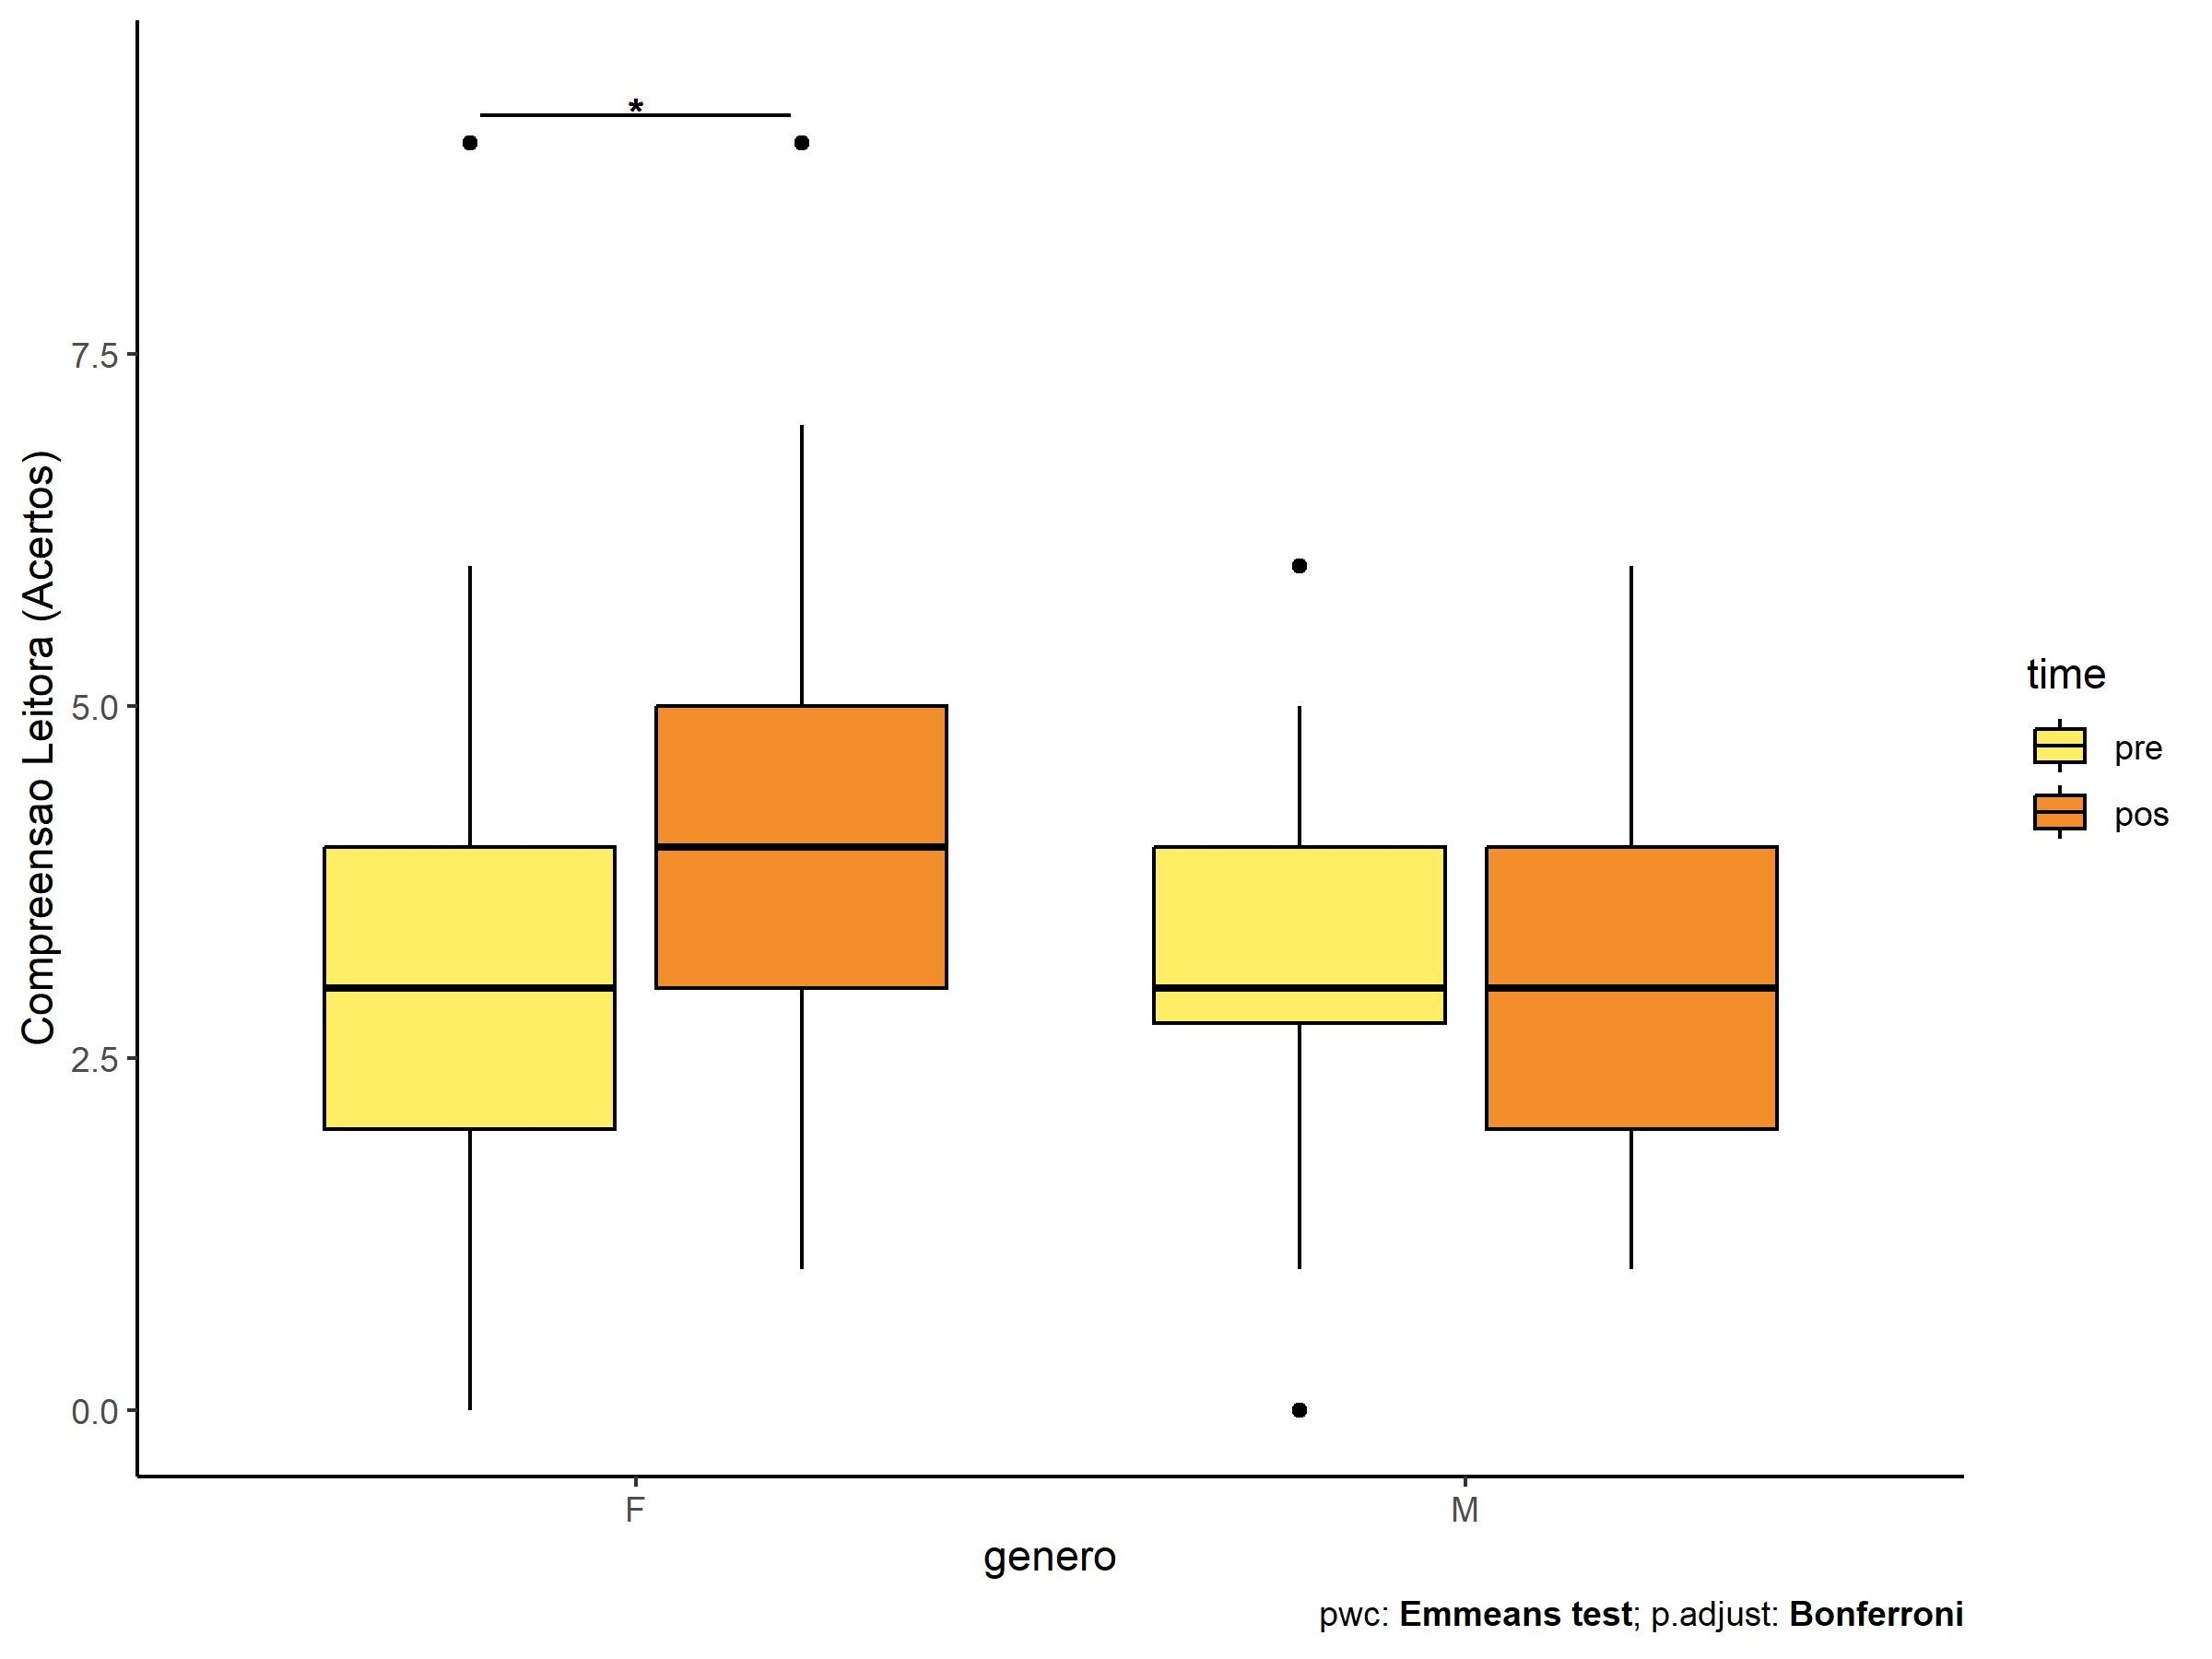 *
7.5
5.0
2.5
0.0
Compreensao Leitora (Acertos)
F
M
genero
time
pre
pos
pwc: Emmeans test; p.adjust: Bonferroni